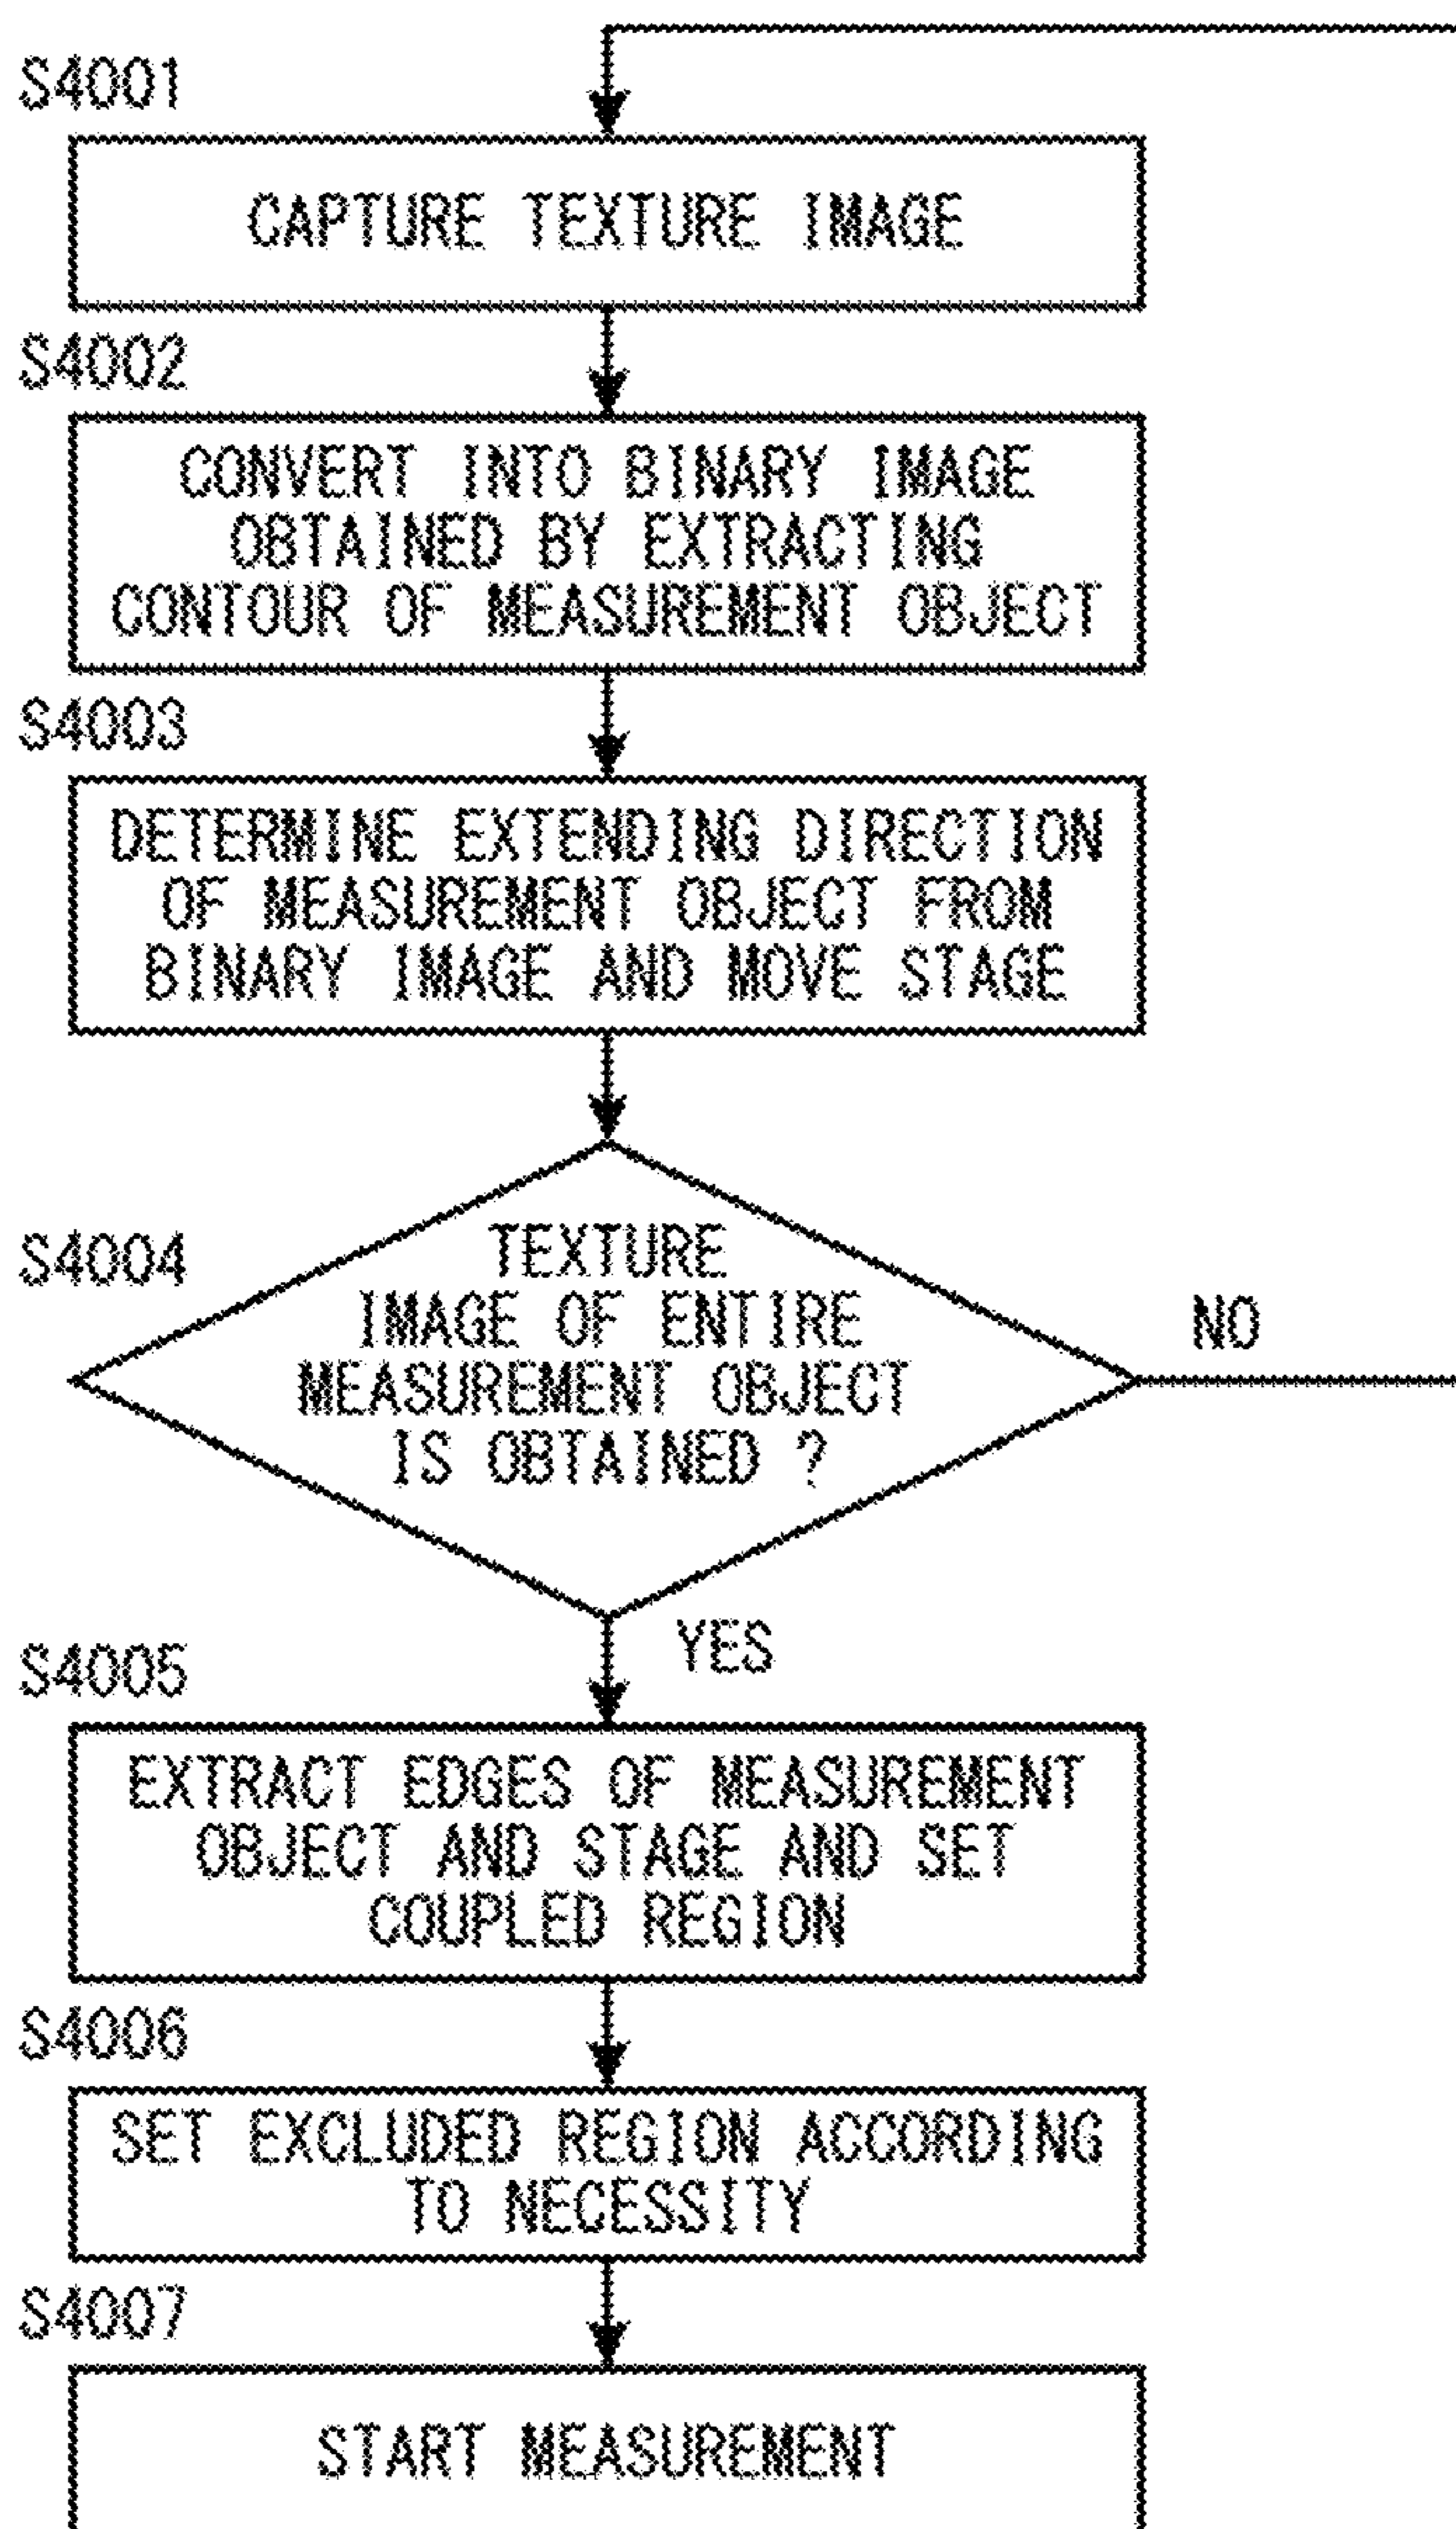 S4001
CAPTURE TEXTURE IMAGE
S4002
CONVERT INTO BINARY IMAGE
OBTAINED BY EXTRACTING
CONTOUR OF MEASUREMENT OBJECT
S4003
DETERMINE EXTENDING DIRECTION
OF MEASUREMENT OBJECT FROM
BINARY IMAGE AND MOVE STAGE
S4004
TEXTURE
IMAGE OF ENTIRE
MEASUREMENT OBJECT
IS OBTAINED ?
NO
YES
S4005
EXTRACT EDGES OF MEASUREMENT
OBJECT AND STAGE AND SET
COUPLED REGION
S4006
SET EXCLUDED REGION ACCORDING
TO NECESSITY
S4007
START MEASUREMENT